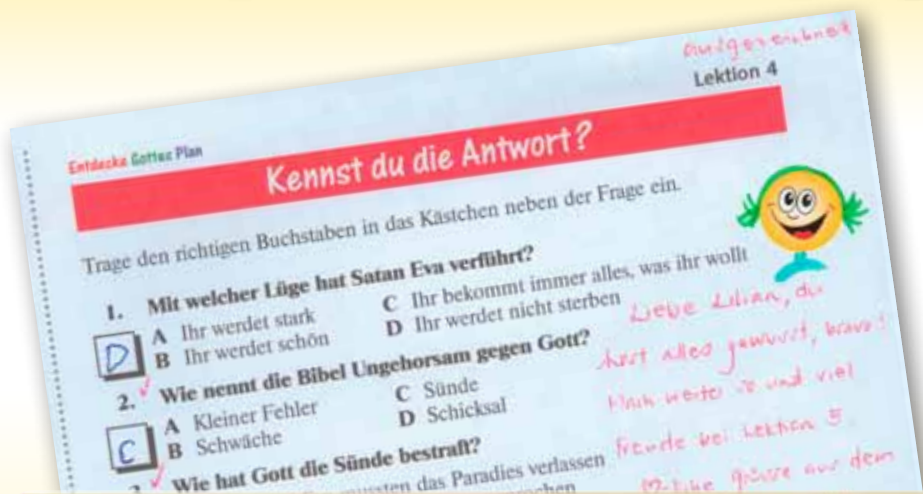 ausgezeichnet
Lektion 4
Entdecke Gottes Plan
Kennst du die Antwort?
Trage den richtigen Buchstaben in das Kästchen neben der Frage ein.
1. Mit welcher Lüge hat Satan Eva verführt?
A Ihr werdet stark
B Ihr werdet schön
C Ihr bekommt immer alles, was ihr wollt
D Ihr werdet nicht sterben
D
2. Wie nennt die Bibel Ungehorsam gegen Gott?
A Kleiner Fehler
B Schwäche
C Sünde
D Schicksal
C
Wie hat Gott die Sünde bestraft?
mussten das Paradies verlassen
Liebe Lilian, du
hast alles gewusst, bravo!
Mach weiter so und viel
Freude bei Lektion 5
grüsse aus dem